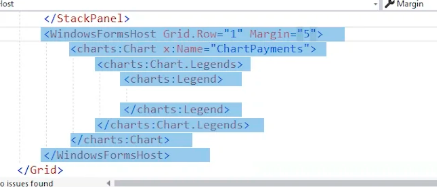 Host
Margin
</StackPanel>
<WindowsFormsHost Grid.Row="1" Margin="5">
<charts:Chart x:Name="ChartPayments">
<charts:Chart.Legends>
<charts:Legend>
</charts:Legend>
</charts:Chart.Legends>
</charts:Chart>
</WindowsFormsHost>
</Grid>
o issues found